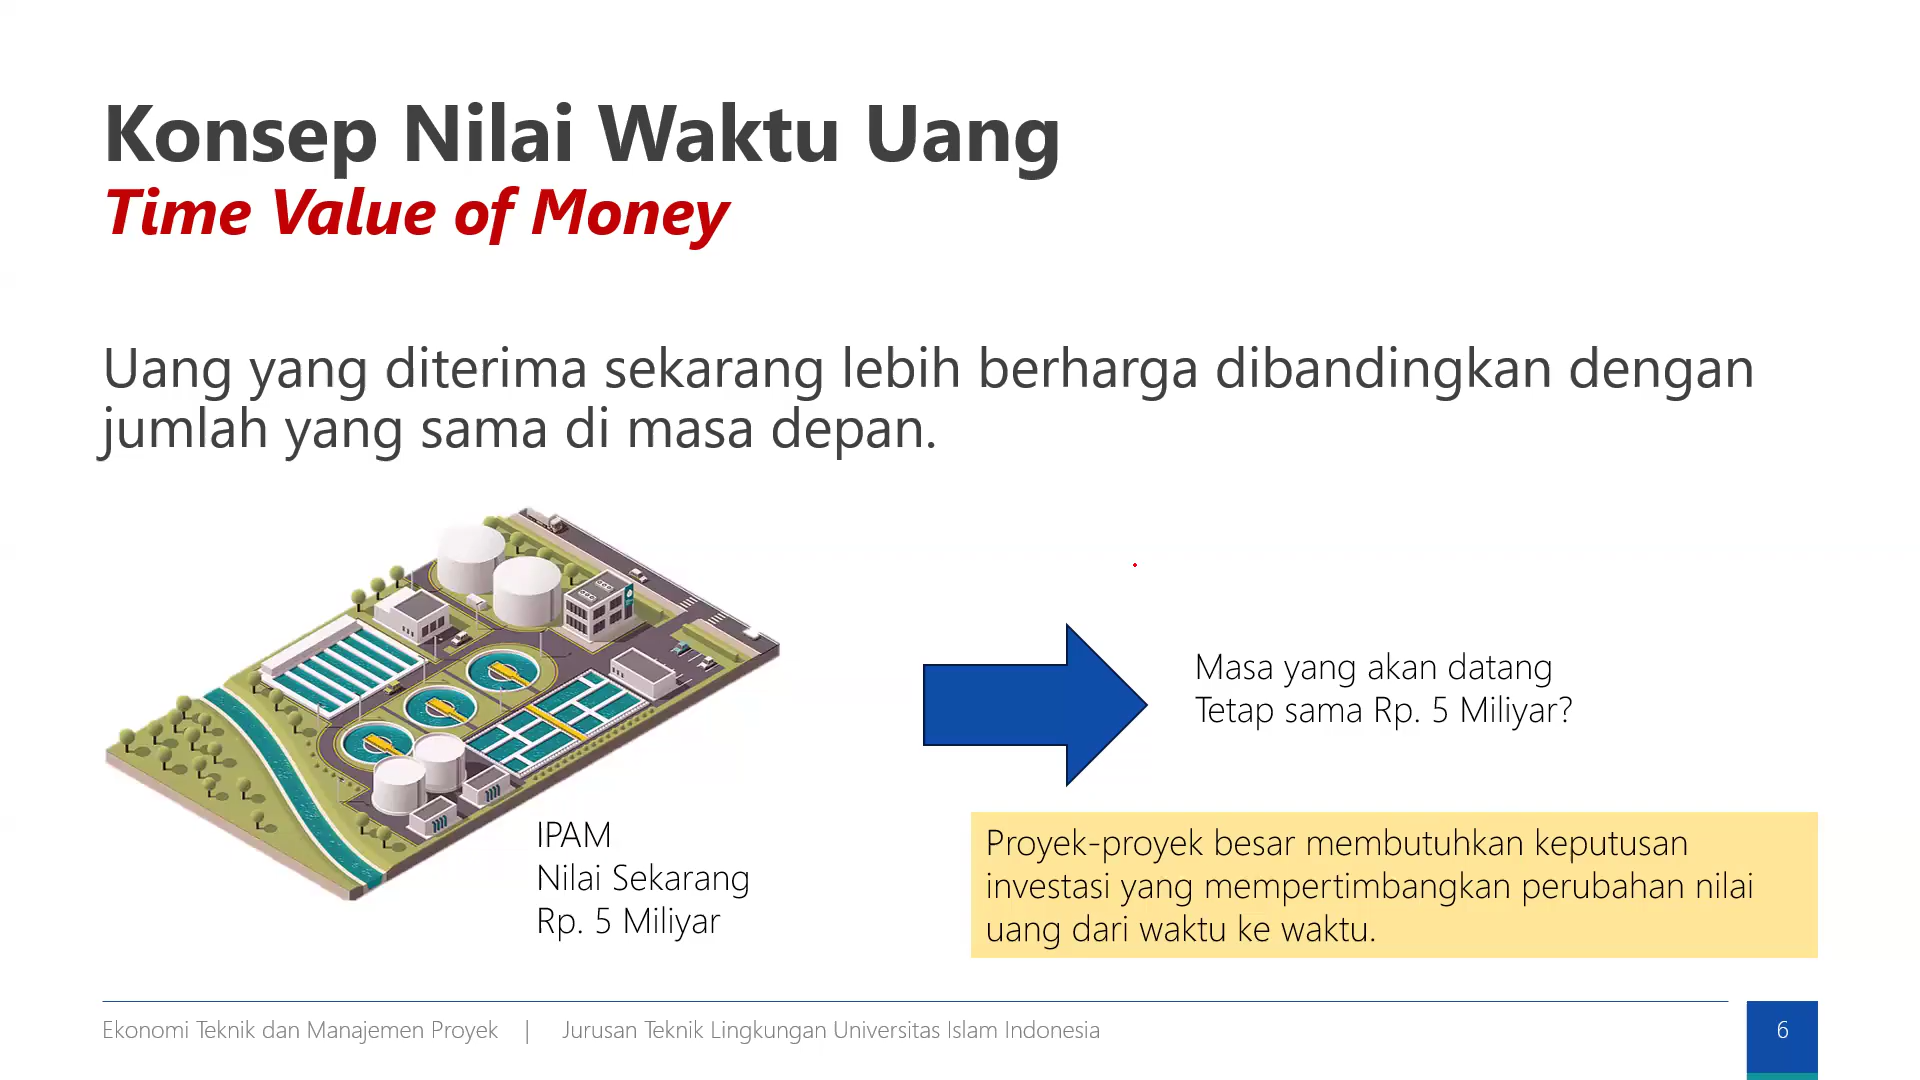 Konsep Nilai Waktu Uang
Time Value of Money
Uang yang diterima sekarang lebih berharga dibandingkan dengan
jumlah yang sama di masa depan.
Masa yang akan datang
Tetap sama Rp. 5 Miliyar?
IPAM
Nilai Sekarang
Rp. 5 Miliyar
Proyek-proyek besar membutuhkan keputusan
investasi yang mempertimbangkan perubahan nilai
uang dari waktu ke waktu.
Ekonomi Teknik dan Manajemen Proyek | Jurusan Teknik Lingkungan Universitas Islam Indonesia
6